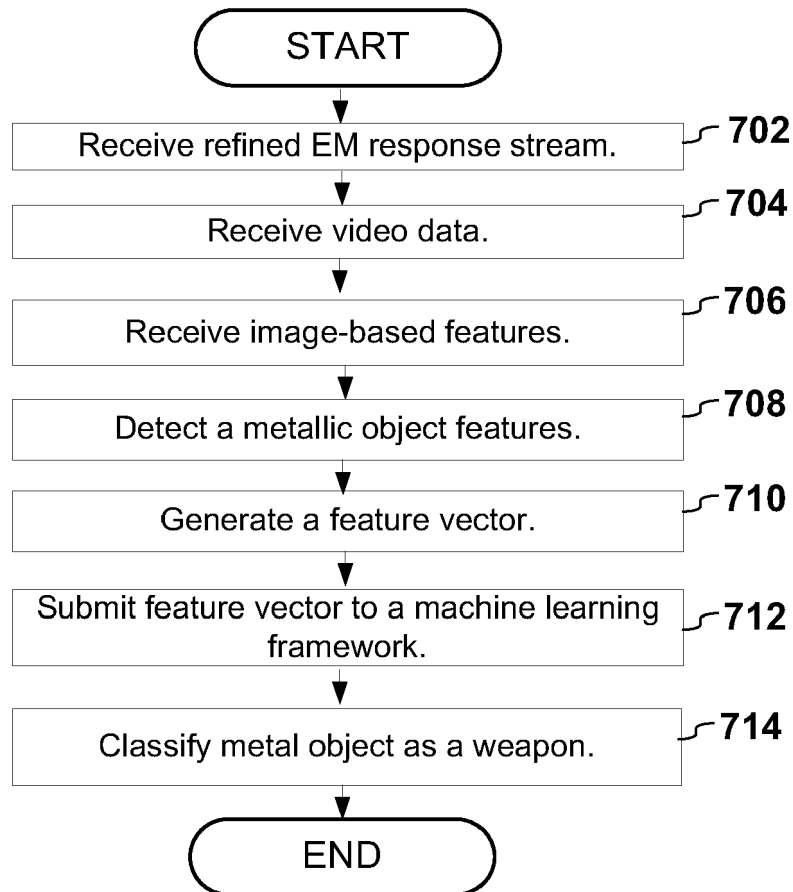 START
Receive refined EM response stream.
702
Receive video data.
704
Receive image-based features.
706
Detect a metallic object features.
708
Generate a feature vector.
710
Submit feature vector to a machine learning
framework.
712
Classify metal object as a weapon.
714
END